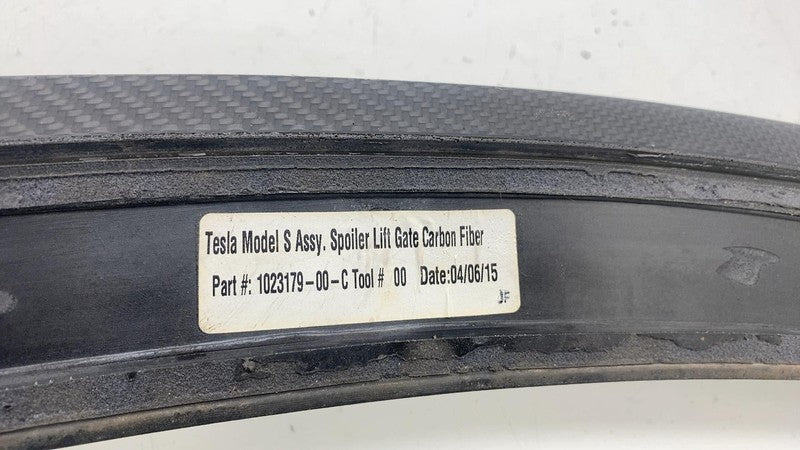 Tesla Model S Assy. Spoiler Lift Gate Carbon Fiber
Part #: 1023179-00-C Tool # 00 Date:04/06/15
JF